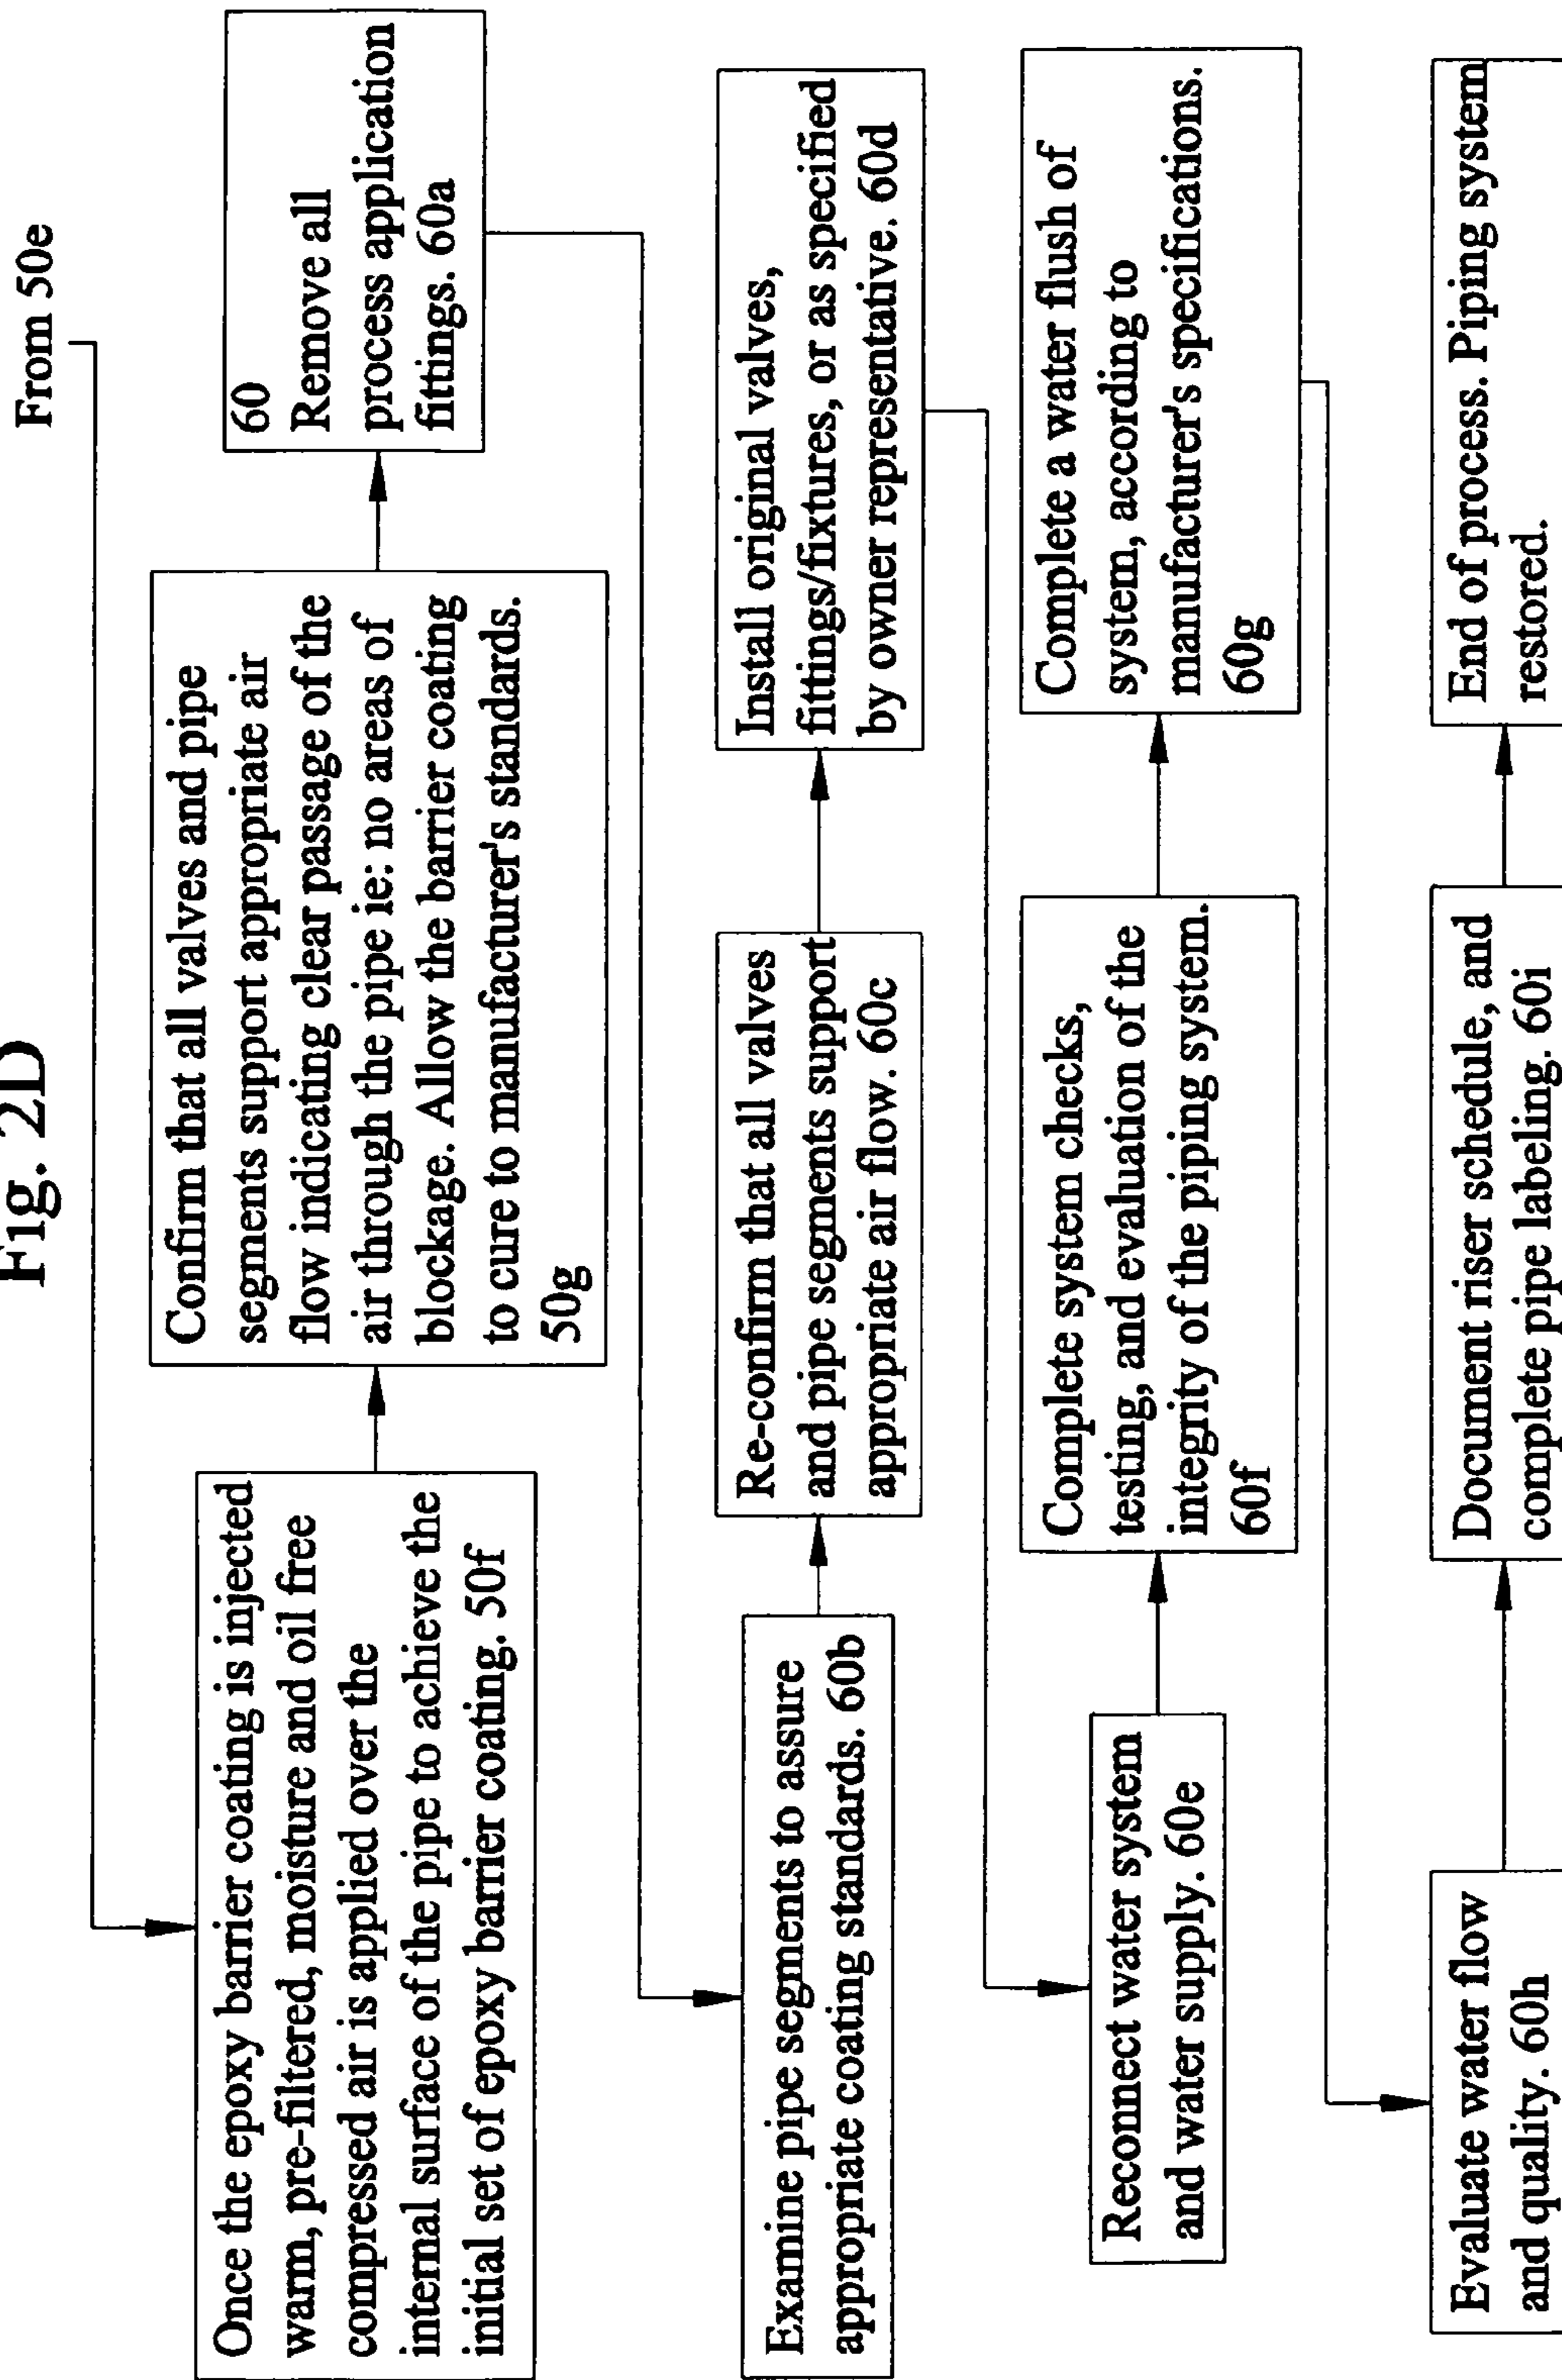 Fig. 2D
From 50e
Once the epoxy barrier coating is injected
warm, pre-filtered, moisture and oil free
compressed air is applied over the
internal surface of the pipe to achieve the
initial set of epoxy barrier coating. 50f
Confirm that all valves and pipe
segments support appropriate air
flow indicating clear passage of the
air through the pipe ie: no areas of
blockage. Allow the barrier coating
to cure to manufacturer's standards.
50g
60
Remove all
process application
fittings. 60a
Examine pipe segments to assure
appropriate coating standards. 60b
Re-confirm that all valves
and pipe segments support
appropriate air flow. 60c
Install original valves,
fittings/fixtures, or as specified
by owner representative. 60d
Reconnect water system
and water supply. 60e
Complete system checks,
testing, and evaluation of the
integrity of the piping system.
60f
Complete a water flush of
system, according to
manufacturer's specifications.
60g
Evaluate water flow
and quality. 60h
Document riser schedule, and
complete pipe labeling. 60i
End of process. Piping system
restored.